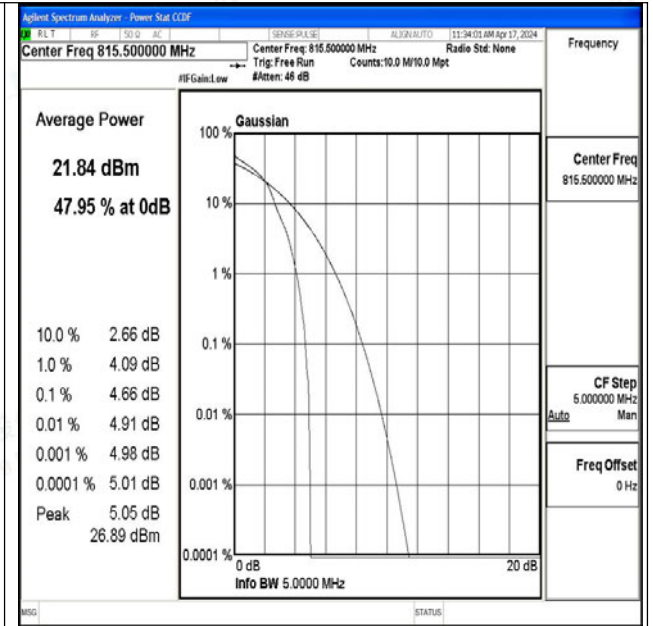 Agilent Spectrum Analyzer - Power Stat CCDF
RLT RF 50 Ω AC SENSE:PULSE ALIGN AUTO 11:34:01 AM Apr 17, 2024
Center Freq 815.500000 MHz
Center Freq: 815.500000 MHz Radio Std: None
Trig: Free Run Counts:10.0 M/10.0 Mpt
#IFGain:Low #Atten: 46 dB
Frequency
Average Power
21.84 dBm
47.95 % at 0dB
10.0 % 2.66 dB
1.0 % 4.09 dB
0.1 % 4.66 dB
0.01 % 4.91 dB
0.001 % 4.98 dB
0.0001 % 5.01 dB
Peak 5.05 dB
26.89 dBm
Gaussian
100 %
10 %
1 %
0.1 %
0.01 %
0.001 %
0.0001 %
0 dB 20 dB
Info BW 5.0000 MHz
Center Freq
815.500000 MHz
CF Step
5.000000 MHz
Auto Man
Freq Offset
0 Hz
MSG STATUS